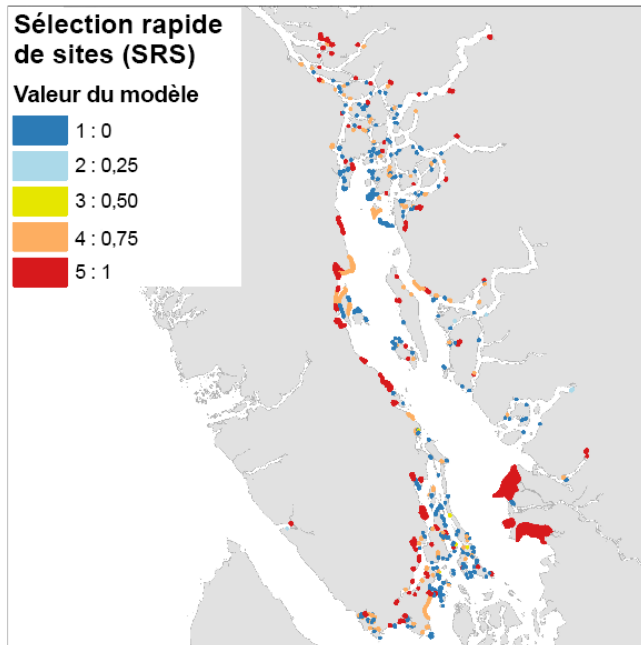 Sélection rapide
de sites (SRS)
Valeur du modèle
1 : 0
2 : 0,25
3 : 0,50
4 : 0,75
5 : 1